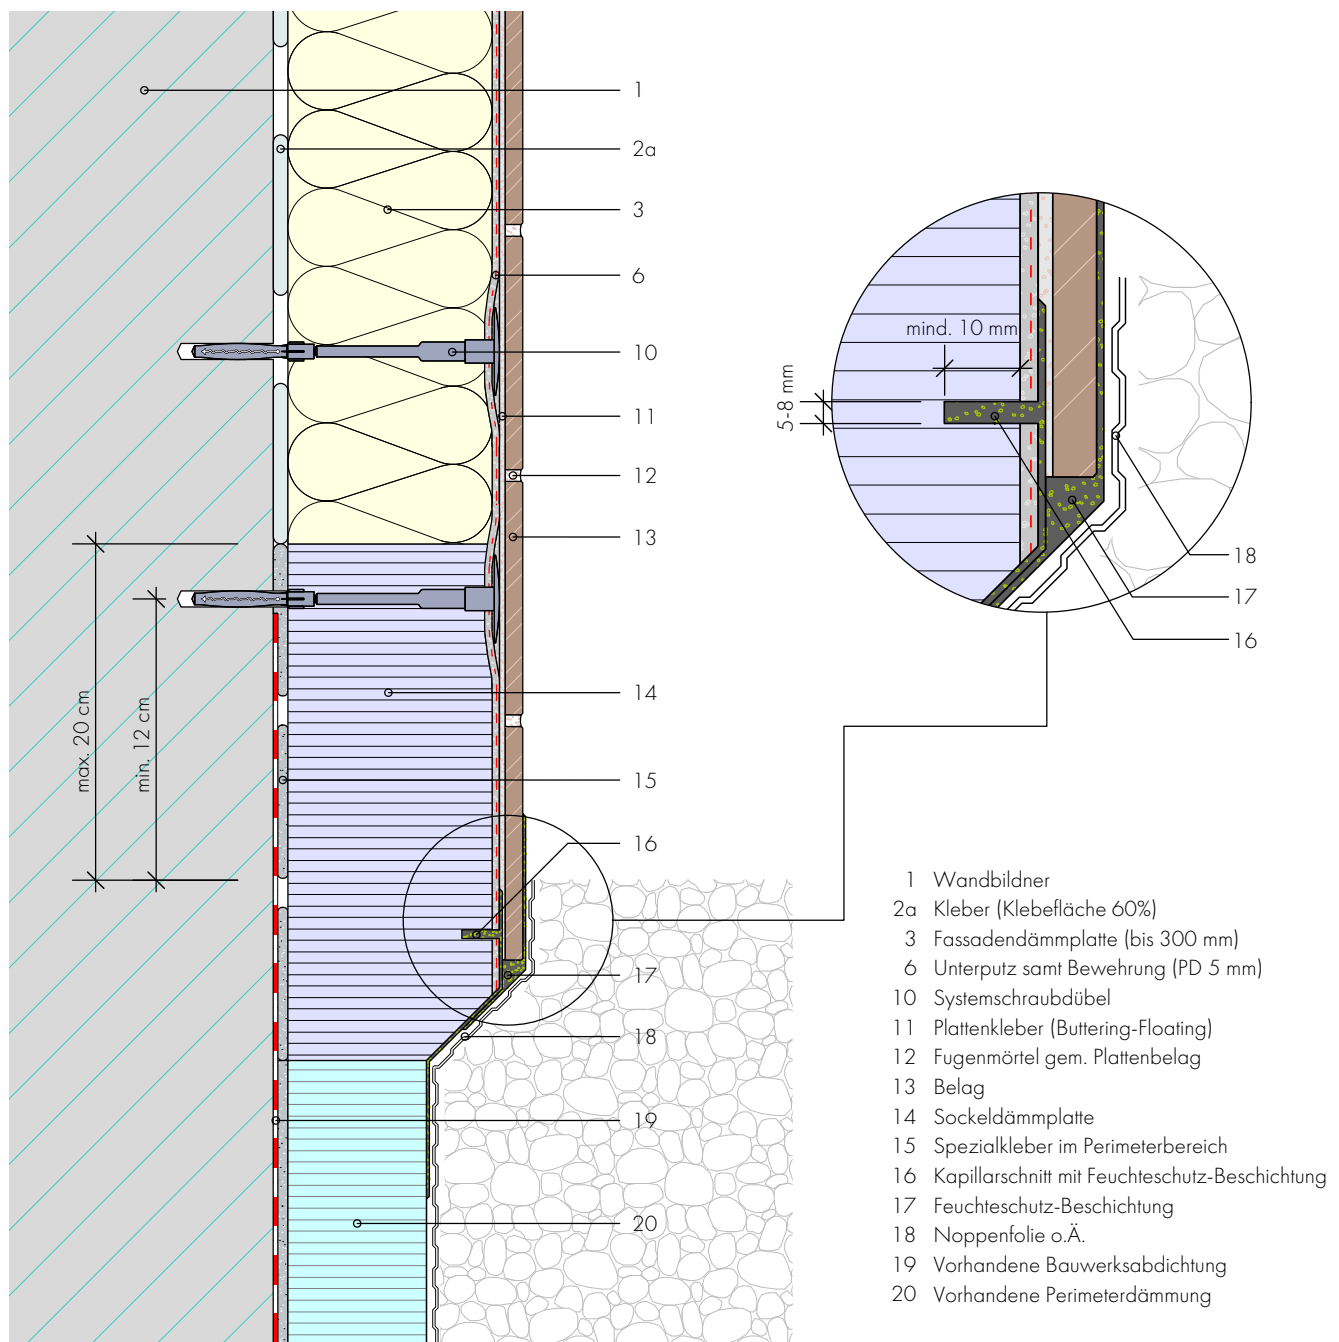 1
2a
3
6
10
11
12
13
14
15
16
17
18
19
20
max. 20 cm
min. 12 cm
mind. 10 mm
5-8 mm
18
17
16
1 Wandbildner
2a Kleber (Klebefläche 60%)
3 Fassadendämmplatte (bis 300 mm)
6 Unterputz samt Bewehrung (PD 5 mm)
10 Systemschraubdübel
11 Plattenkleber (Buttering-Floating)
12 Fugenmörtel gem. Plattenbelag
13 Belag
14 Sockeldämmplatte
15 Spezialkleber im Perimeterbereich
16 Kapillarschnitt mit Feuchteschutz-Beschichtung
17 Feuchteschutz-Beschichtung
18 Noppenfolie o.Ä.
19 Vorhandene Bauwerksabdichtung
20 Vorhandene Perimeterdämmung